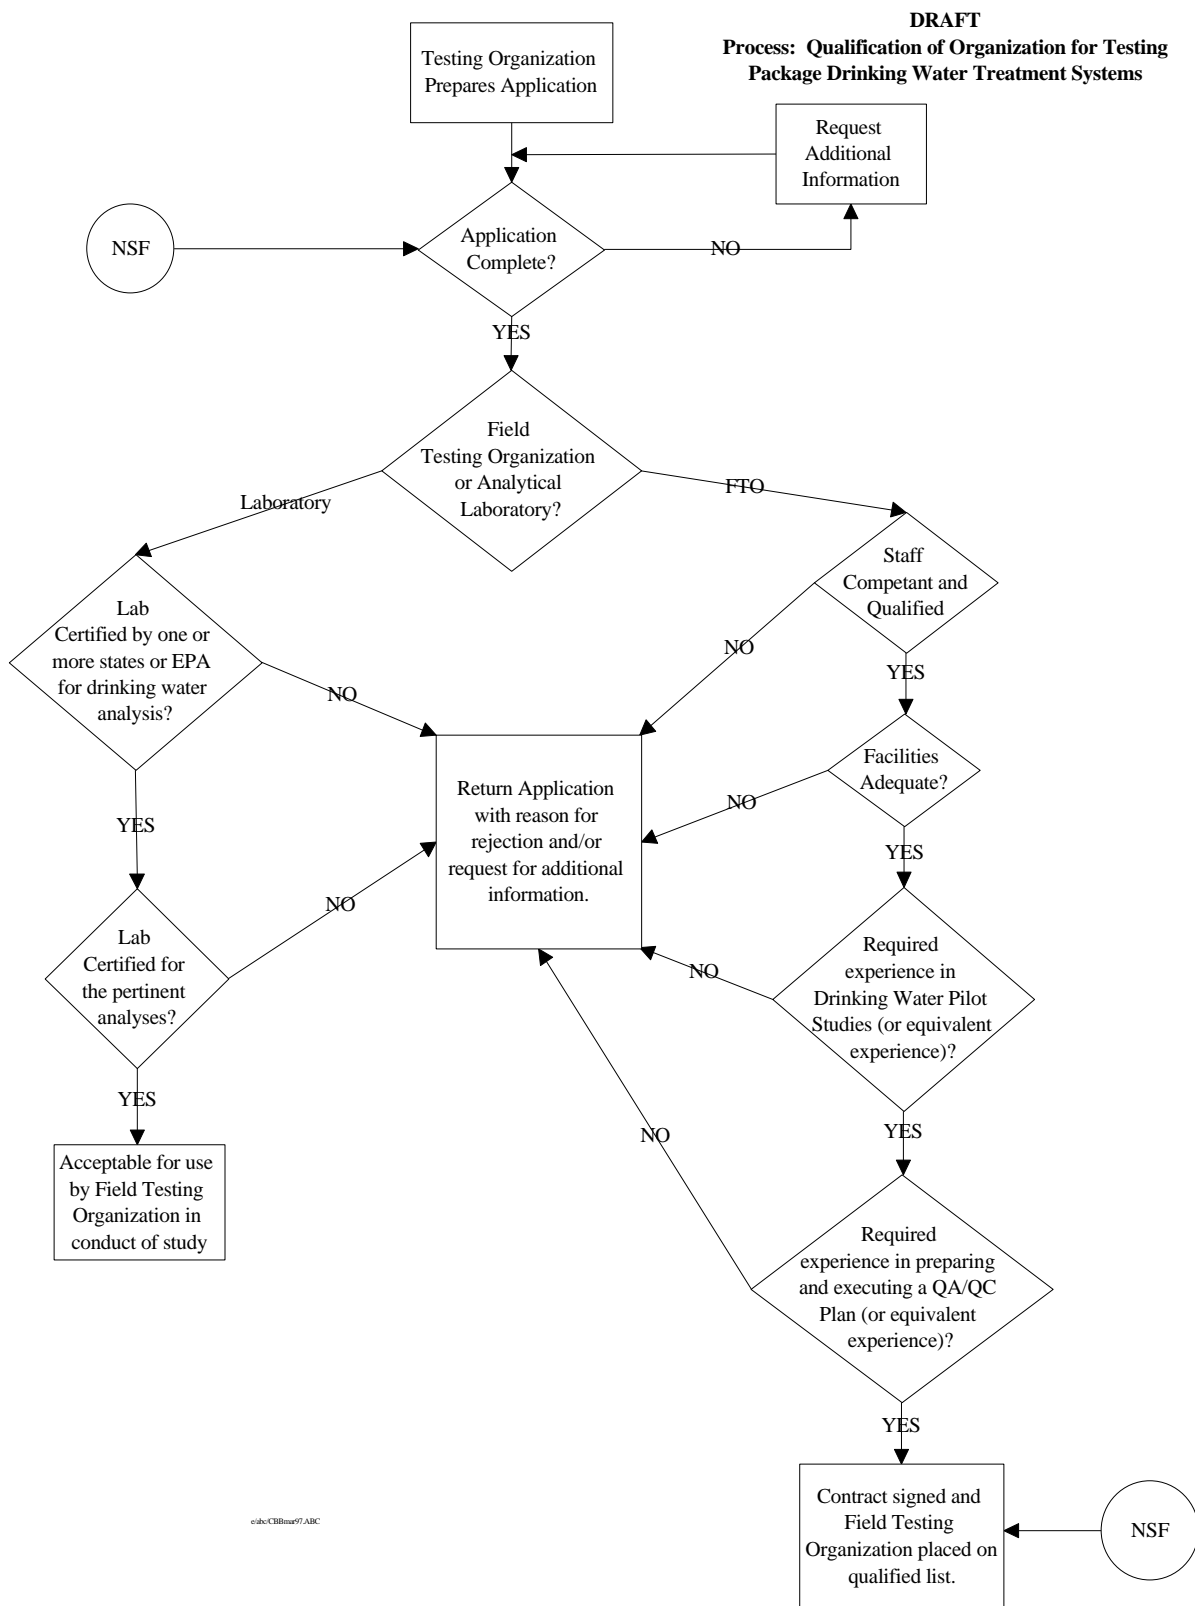 DRAFT
Process:  Qualification of Organization for Testing
Package Drinking Water Treatment Systems
Testing Organization
Prepares Application
Request
Additional
Information
NSF
Application
Complete?
NO
YES
Field
Testing Organization
or Analytical
Laboratory?
Laboratory
FTO
Staff
Competant and
Qualified
Lab
Certified by one or
more states or EPA
for drinking water
analysis?
NO
NO
YES
Facilities
Adequate?
Return Application
with reason for
rejection and/or
request for additional
information.
NO
YES
YES
NO
Lab
Certified for
the pertinent
analyses?
Required
experience in
Drinking Water Pilot
Studies (or equivalent
experience)?
NO
YES
YES
NO
Acceptable for use
by Field Testing
Organization in
conduct of study
Required
experience in preparing
and executing a QA/QC
Plan (or equivalent
experience)?
YES
Contract signed and
Field Testing
Organization placed on
qualified list.
NSF
e/abc/CBBmar97.ABC